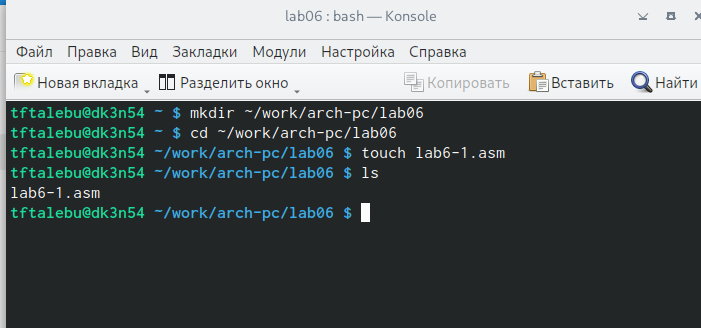 lab06 : bash — Konsole
Файл Правка Вид Закладки Модули Настройка Справка
Новая вкладка Разделить окно Копировать Вставить Найти
tftalebu@dk3n54 ~ $ mkdir ~/work/arch-pc/lab06
tftalebu@dk3n54 ~ $ cd ~/work/arch-pc/lab06
tftalebu@dk3n54 ~/work/arch-pc/lab06 $ touch lab6-1.asm
tftalebu@dk3n54 ~/work/arch-pc/lab06 $ ls
lab6-1.asm
tftalebu@dk3n54 ~/work/arch-pc/lab06 $